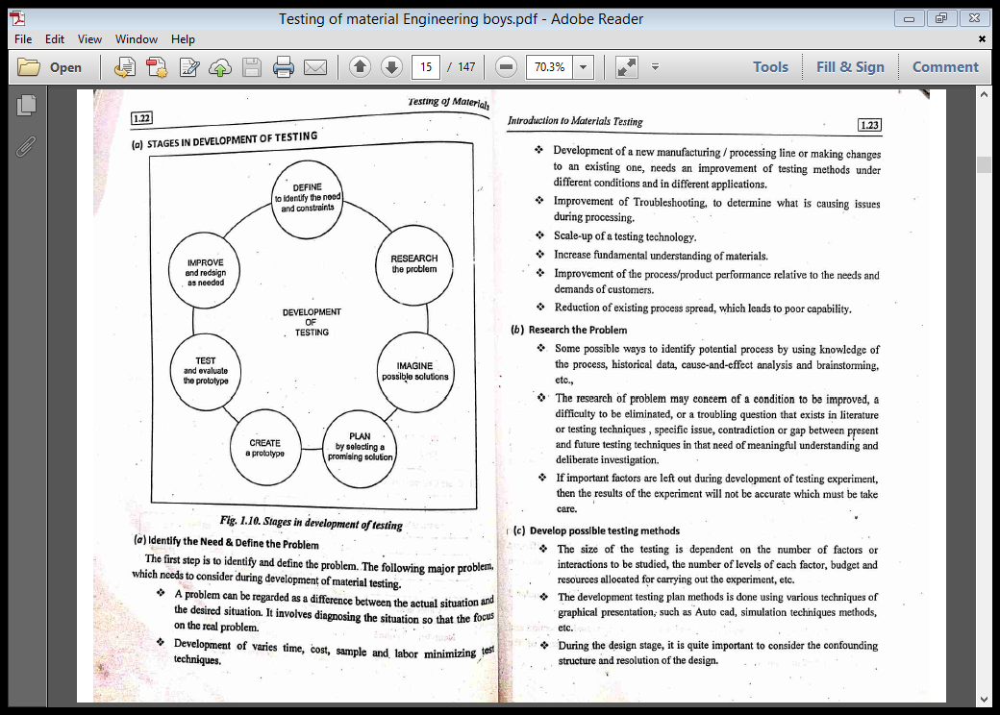 Testing of material Engineering boys.pdf - Adobe Reader
File Edit View Window Help
Open
15 / 147
70.3%
Tools
Fill & Sign
Comment
1.22
Testing of Materials
(a) STAGES IN DEVELOPMENT OF TESTING
DEFINE
to identify the need
and constraints
RESEARCH
the problem
IMAGINE
possible solutions
PLAN
by selecting a
promising solution
CREATE
a prototype
TEST
and evaluate
the prototype
IMPROVE
and redsign
as needed
DEVELOPMENT
OF
TESTING
Fig. 1.10. Stages in development of testing
(a) Identify the Need & Define the Problem
The first step is to identify and define the problem. The following major problem,
which needs to consider during development of material testing.
❖ A problem can be regarded as a difference between the actual situation and
the desired situation. It involves diagnosing the situation so that the focus
on the real problem.
❖ Development of varies time, cost, sample and labor minimizing test
techniques.
Introduction to Materials Testing
1.23
❖ Development of a new manufacturing / processing line or making changes
to an existing one, needs an improvement of testing methods under
different conditions and in different applications.
❖ Improvement of Troubleshooting, to determine what is causing issues
during processing.
❖ Scale-up of a testing technology.
❖ Increase fundamental understanding of materials.
❖ Improvement of the process/product performance relative to the needs and
demands of customers.
❖ Reduction of existing process spread, which leads to poor capability.
(b) Research the Problem
❖ Some possible ways to identify potential process by using knowledge of
the process, historical data, cause-and-effect analysis and brainstorming,
etc.,
❖ The research of problem may concern of a condition to be improved, a
difficulty to be eliminated, or a troubling question that exists in literature
or testing techniques , specific issue, contradiction or gap between present
and future testing techniques in that need of meaningful understanding and
deliberate investigation.
❖ If important factors are left out during development of testing experiment,
then the results of the experiment will not be accurate which must be take
care.
(c) Develop possible testing methods
❖ The size of the testing is dependent on the number of factors or
interactions to be studied, the number of levels of each factor, budget and
resources allocated for carrying out the experiment, etc.
❖ The development testing plan methods is done using various techniques of
graphical presentation, such as Auto cad, simulation techniques methods,
etc.
❖ During the design stage, it is quite important to consider the confounding
structure and resolution of the design.